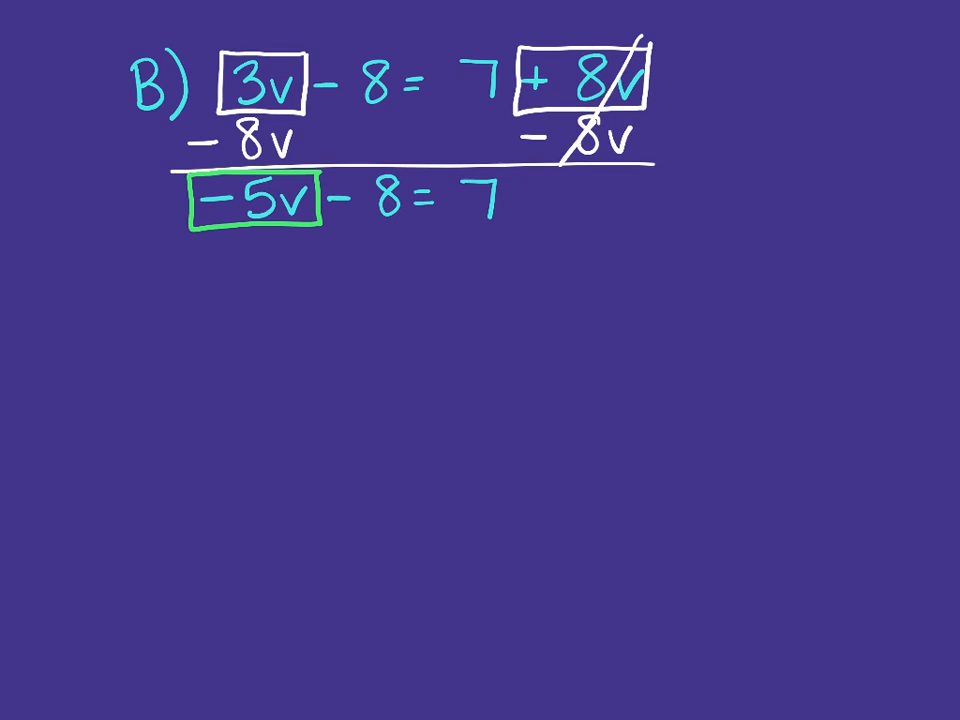 B) 3v - 8 = 7 + 8v
- 8v - 8v
-5v - 8 = 7